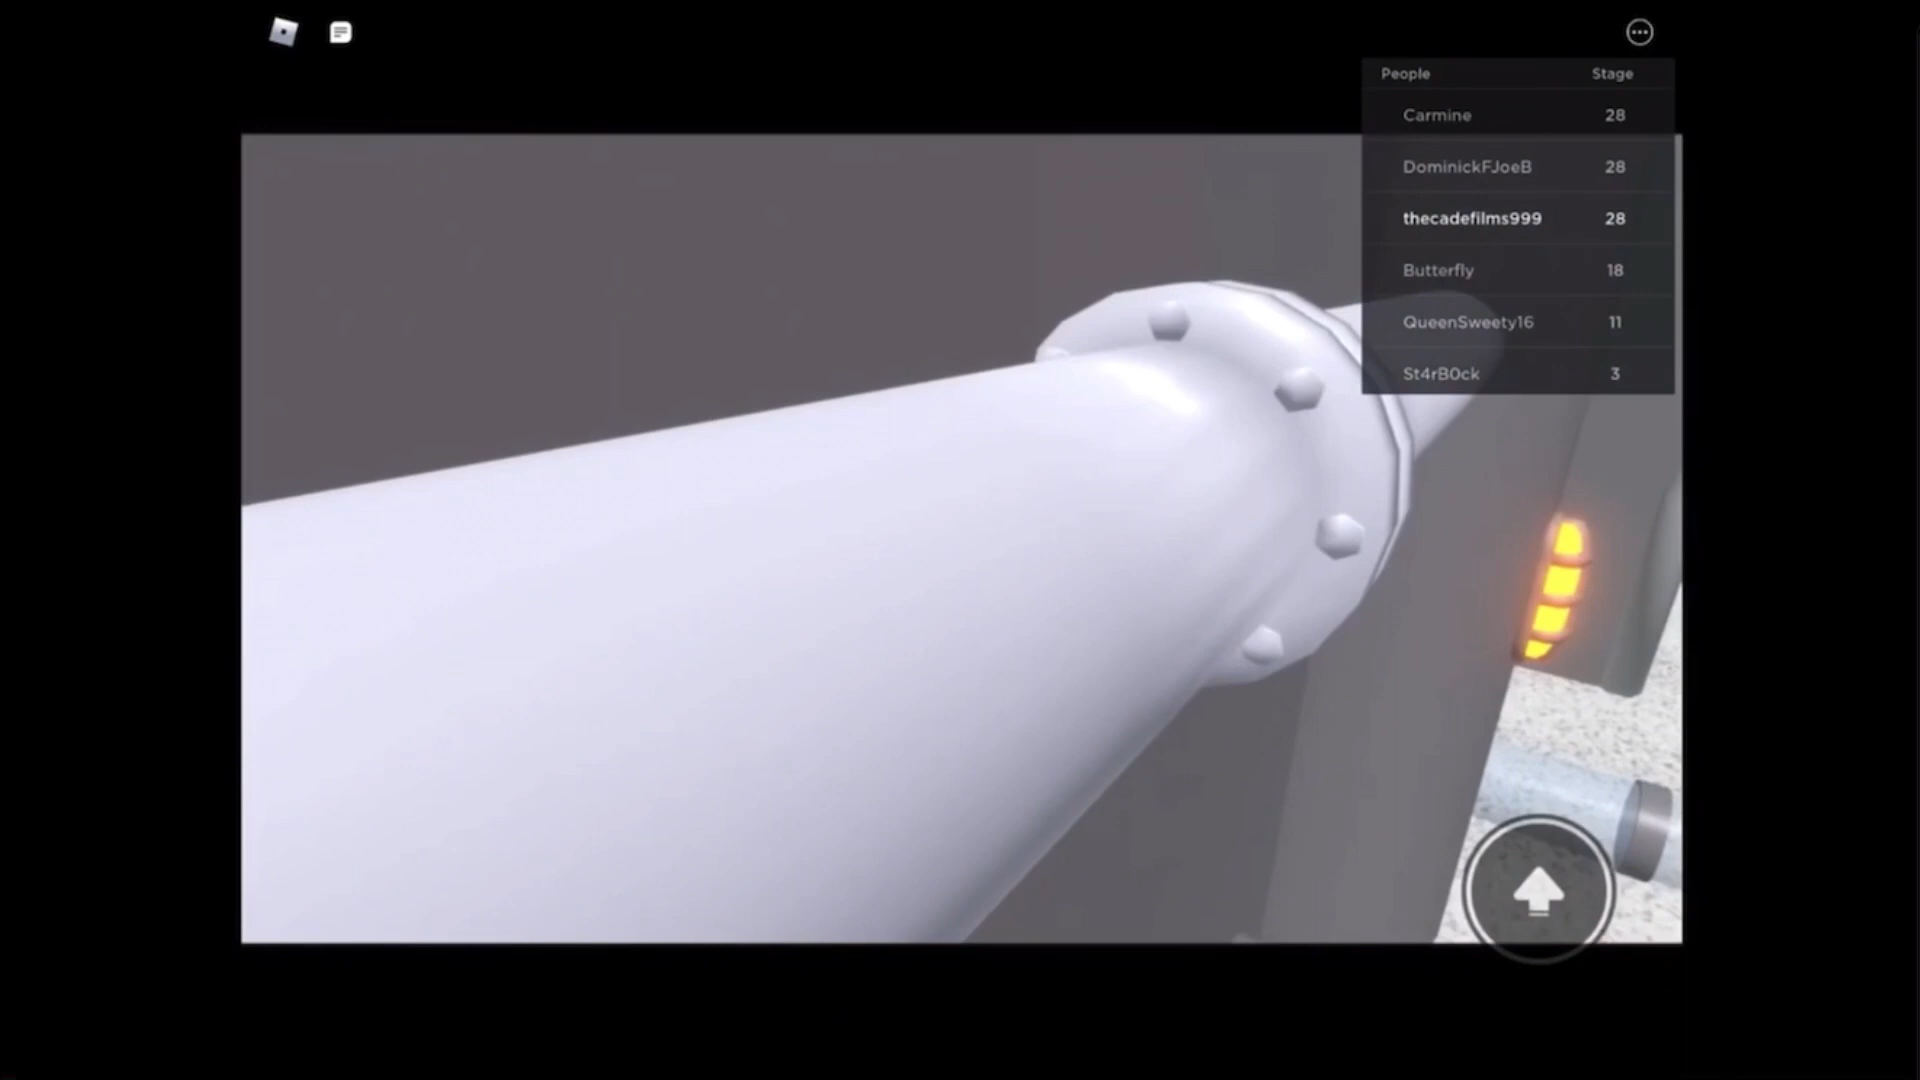 People Stage
Carmine 28
DominickFJoeB 28
thecadefilms999 28
Butterfly 18
QueenSweety16 11
St4rB0ck 3